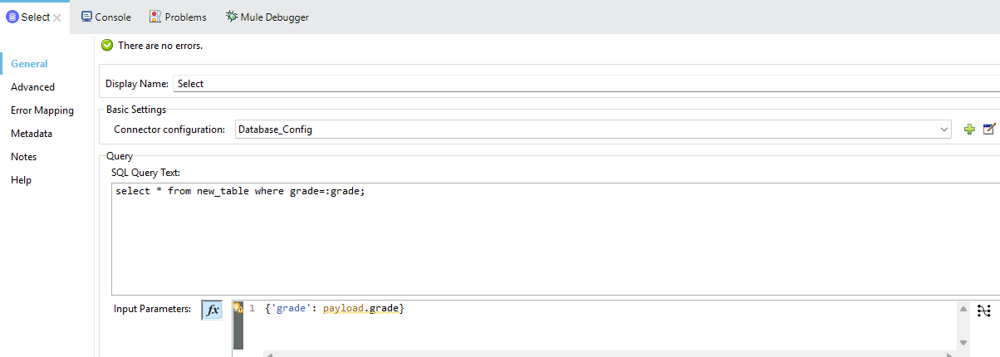 Select Console Problems Mule Debugger
There are no errors.
General
Advanced
Error Mapping
Metadata
Notes
Help
Display Name: Select
Basic Settings
Connector configuration: Database_Config
Query
SQL Query Text:
select * from new_table where grade=:grade;
Input Parameters: fx 1 {'grade': payload.grade}